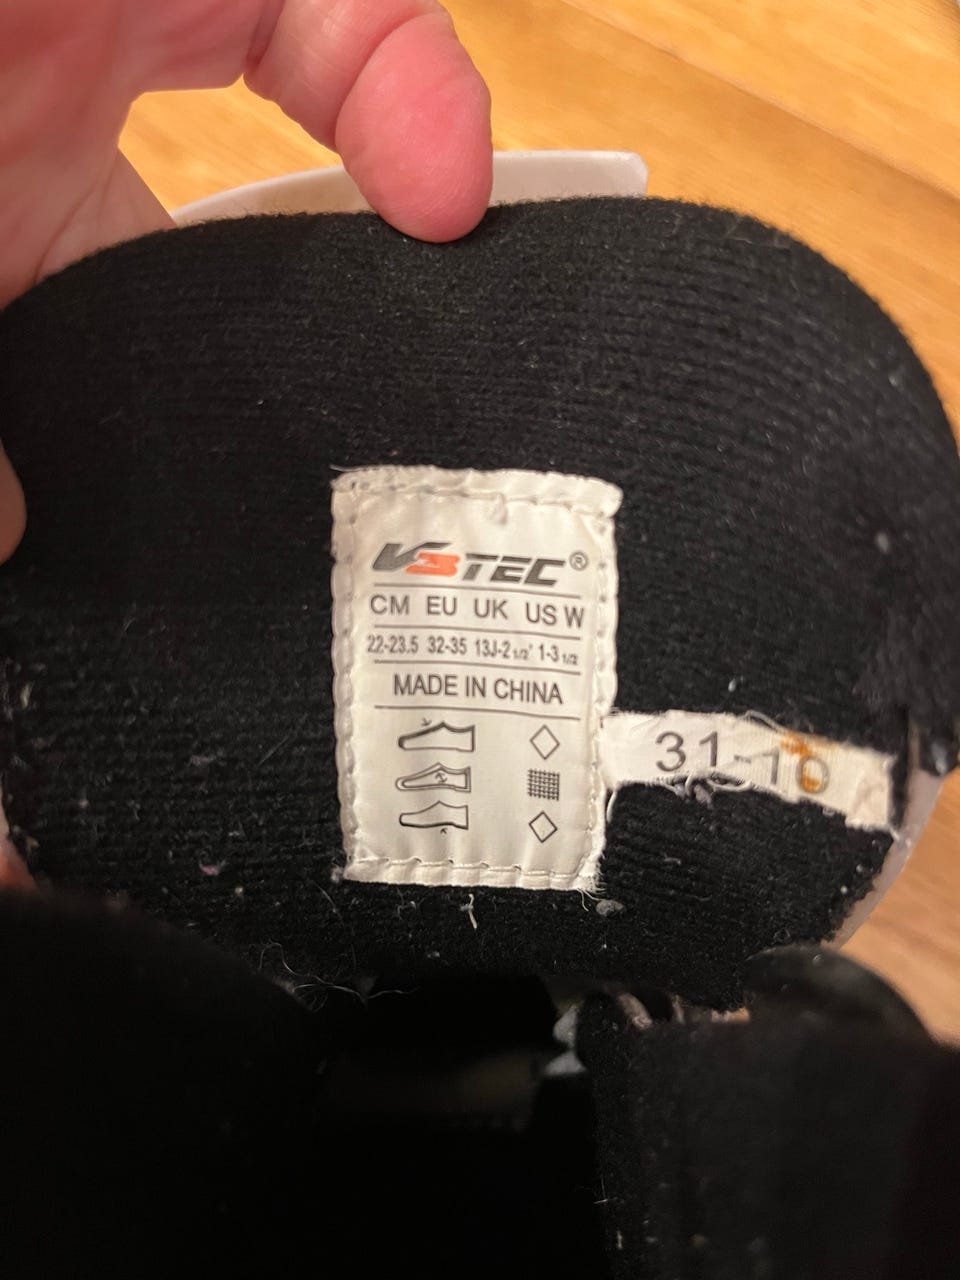 V3TEC®
CM EU UK US W
22-23.5 32-35 13J-2 1/2' 1-3 1/2
MADE IN CHINA
31-10